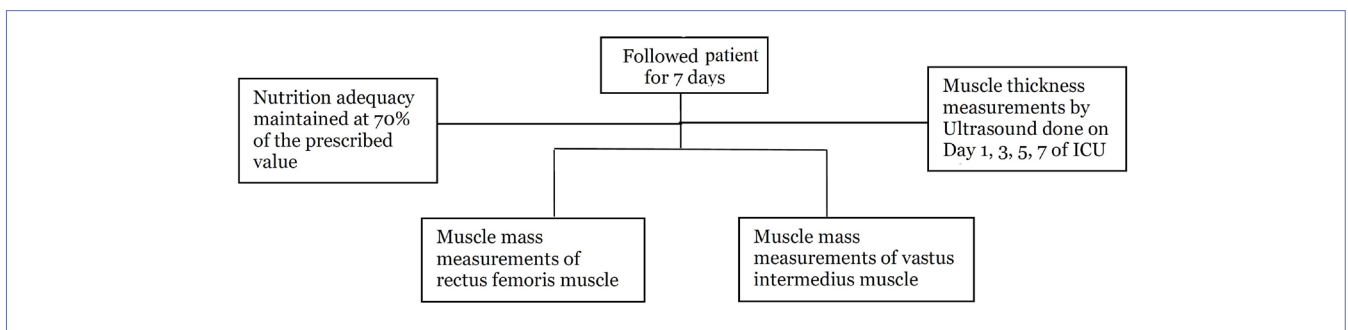 Followed patient
for 7 days
Nutrition adequacy
maintained at 70%
of the prescribed
value
Muscle thickness
measurements by
Ultrasound done on
Day 1, 3, 5, 7 of ICU
Muscle mass
measurements of
rectus femoris muscle
Muscle mass
measurements of vastus
intermedius muscle